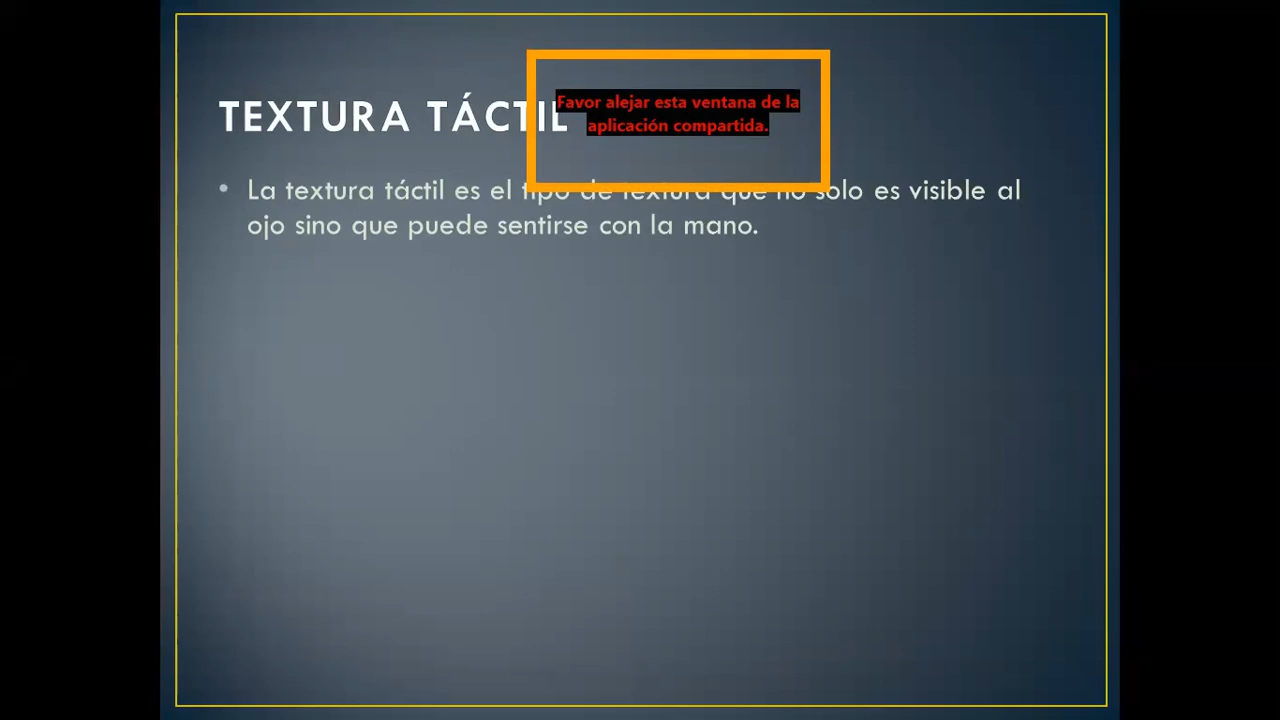 TEXTURA TÁCTIL
Favor alejar esta ventana de la
aplicación compartida.
La textura táctil es el tipo de textura que no solo es visible al
ojo sino que puede sentirse con la mano.